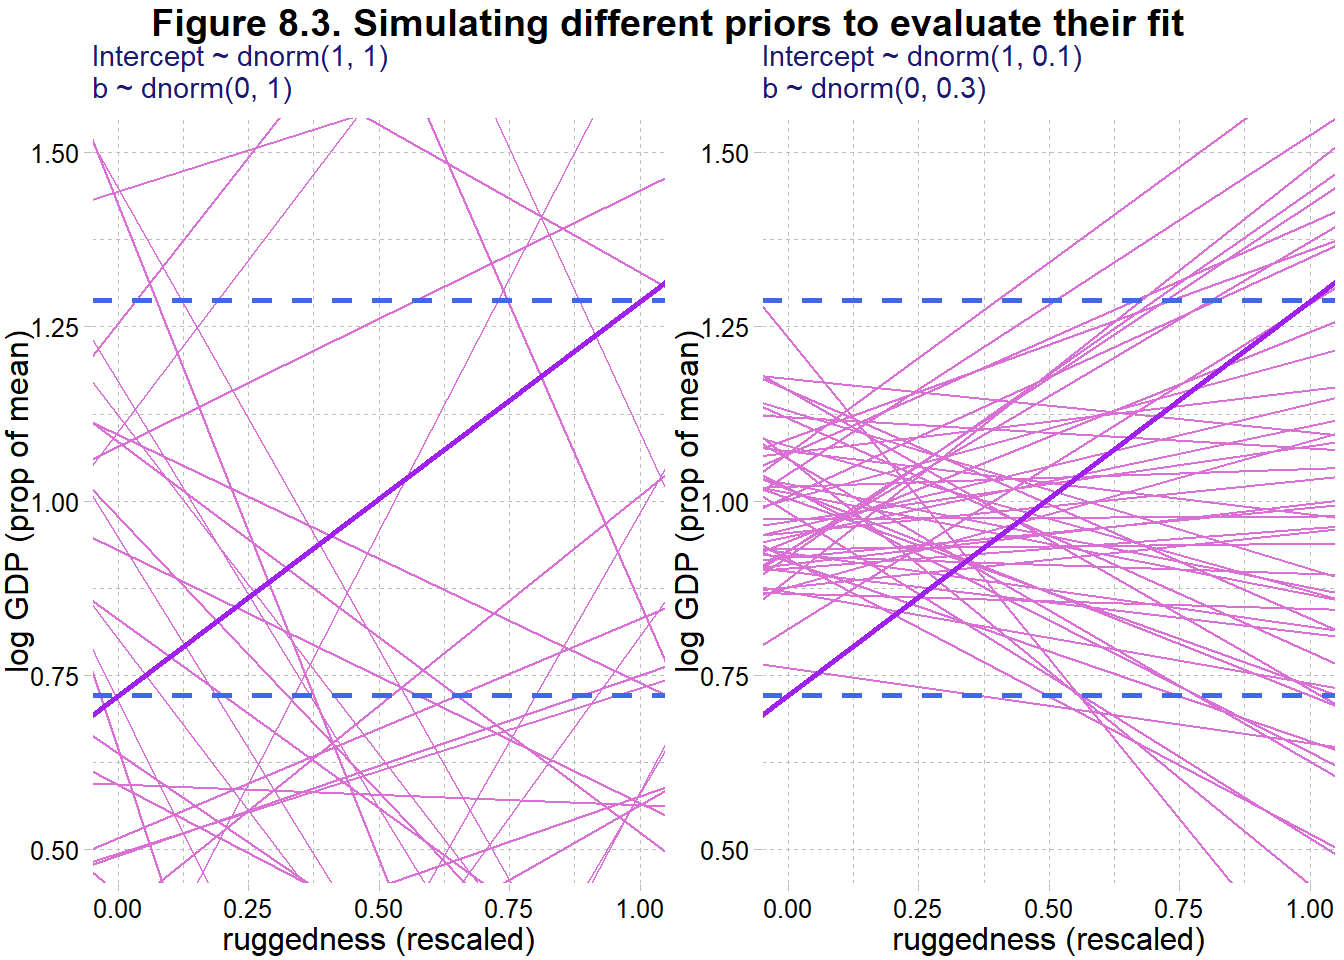 Figure 8.3. Simulating different priors to evaluate their fit
Intercept ~ dnorm(1, 1)
b ~ dnorm(0, 1)
log GDP (prop of mean)
1.50
1.25
1.00
0.75
0.50
0.00 0.25 0.50 0.75 1.00
ruggedness (rescaled)
Intercept ~ dnorm(1, 0.1)
b ~ dnorm(0, 0.3)
log GDP (prop of mean)
1.50
1.25
1.00
0.75
0.50
0.00 0.25 0.50 0.75 1.00
ruggedness (rescaled)